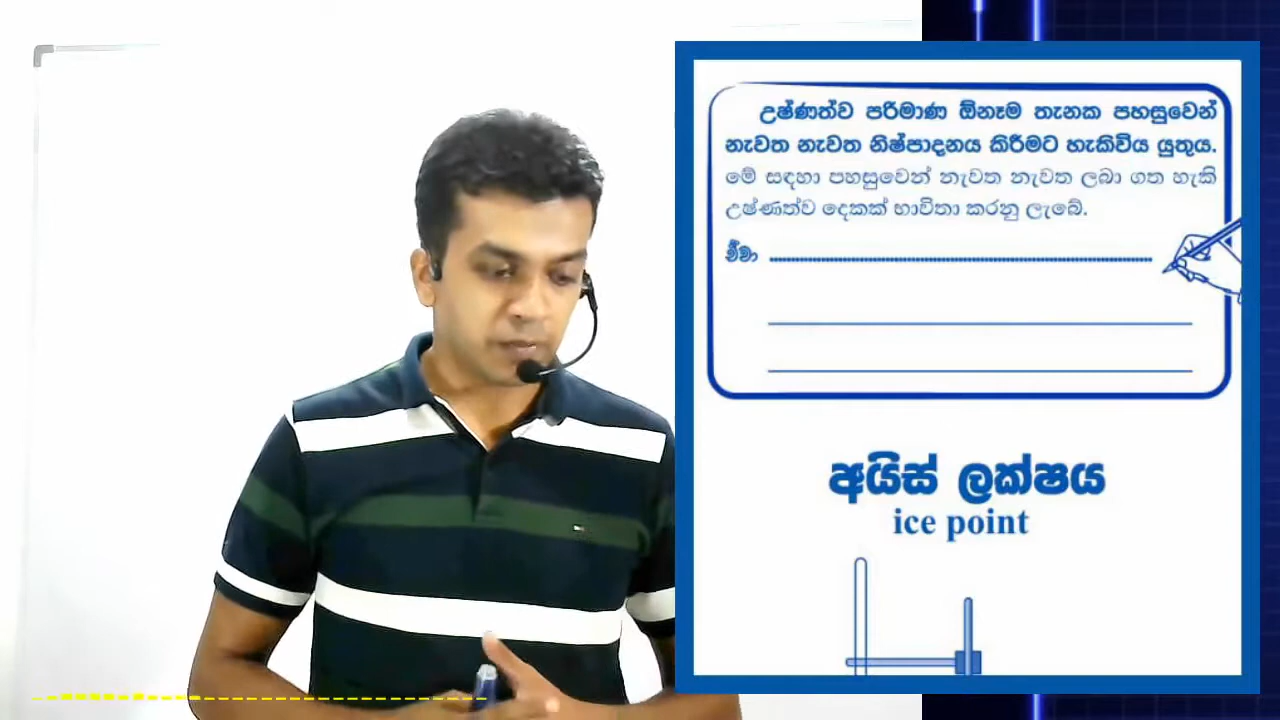 උෂ්ණත්ව පරිමාණ ඕනෑම තැනක පහසුවෙන්
නැවත නැවත නිෂ්පාදනය කිරීමට හැකිවිය යුතුය.
මේ සඳහා පහසුවෙන් නැවත නැවත ලබා ගත හැකි
උෂ්ණත්ව දෙකක් භාවිතා කරනු ලැබේ.
ඒවා
අයිස් ලක්ෂය
ice point